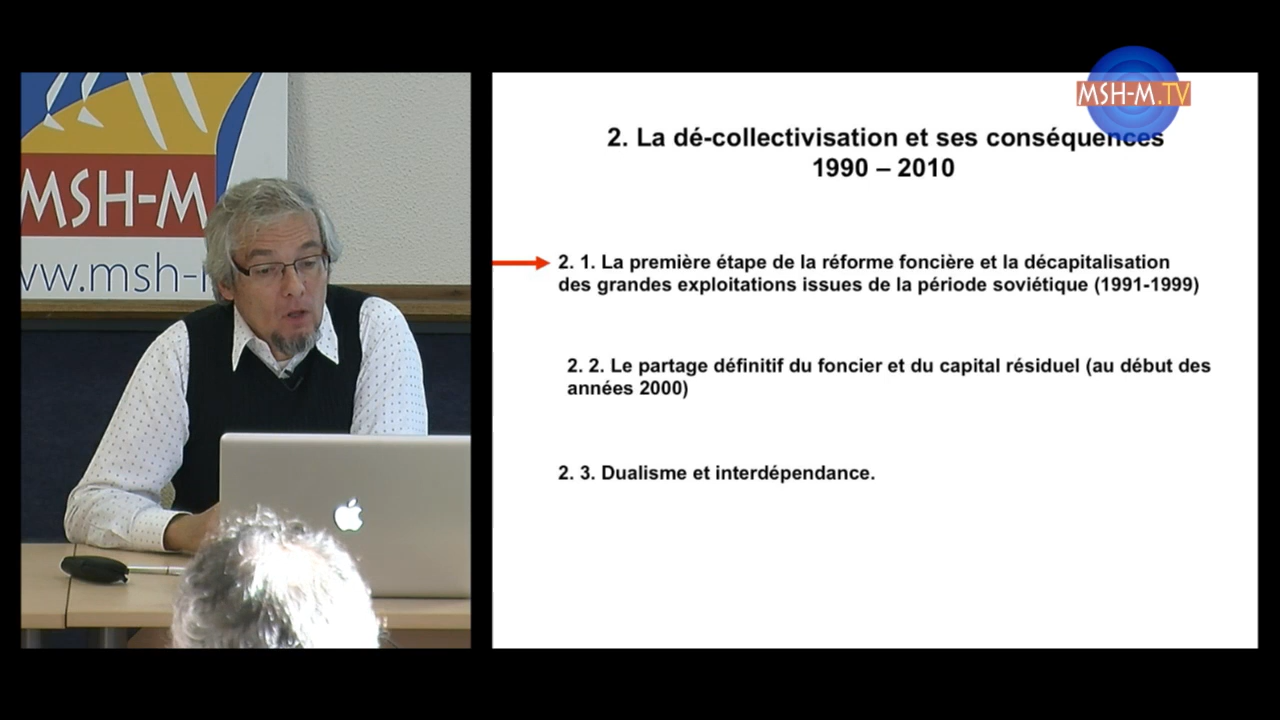 MSH-M
www.msh-
MSH-M.TV
2. La dé-collectivisation et ses conséquences
1990 – 2010
2. 1. La première étape de la réforme foncière et la décapitalisation
des grandes exploitations issues de la période soviétique (1991-1999)
2. 2. Le partage définitif du foncier et du capital résiduel (au début des
années 2000)
2. 3. Dualisme et interdépendance.